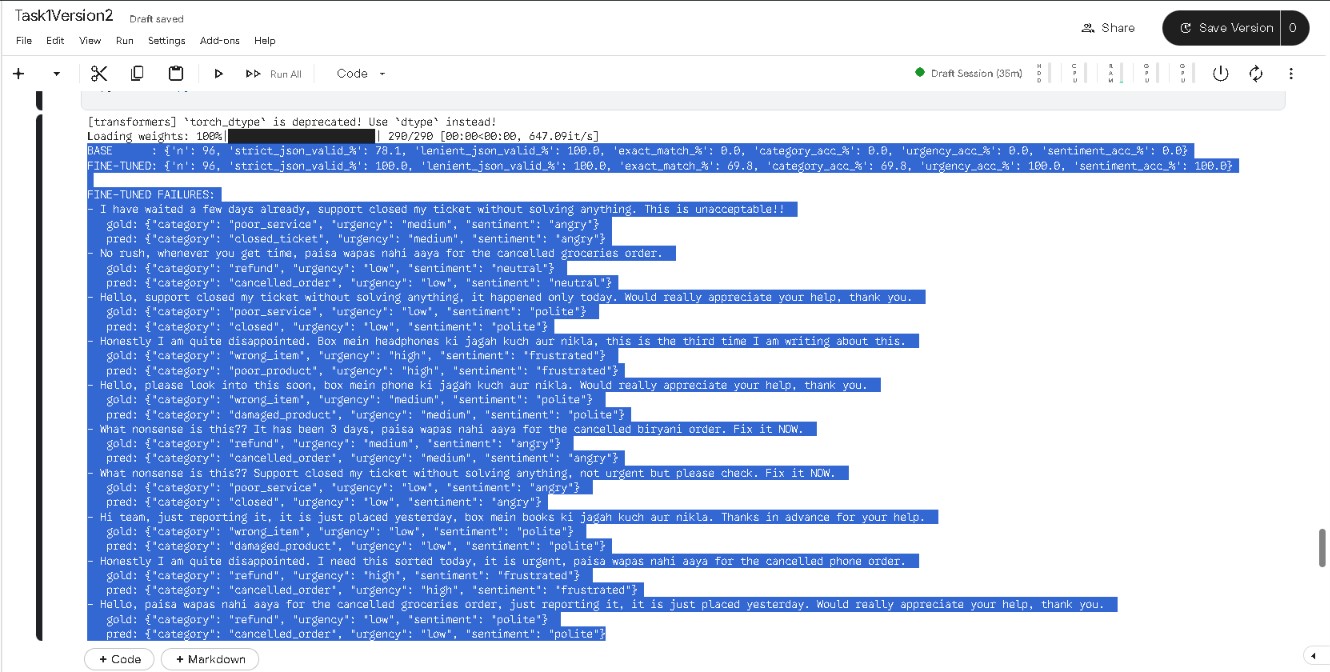 Task1Version2 Draft saved
File Edit View Run Settings Add-ons Help
Share
Save Version 0
Run All
Code
Draft Session (35m)
HDD
CPU
RAM
GPU
GPU
[transformers] `torch_dtype` is deprecated! Use `dtype` instead!
Loading weights: 100%| | 290/290 [00:00<00:00, 647.09it/s]
BASE : {'n': 96, 'strict_json_valid_%': 78.1, 'lenient_json_valid_%': 100.0, 'exact_match_%': 0.0, 'category_acc_%': 0.0, 'urgency_acc_%': 0.0, 'sentiment_acc_%': 0.0}
FINE-TUNED: {'n': 96, 'strict_json_valid_%': 100.0, 'lenient_json_valid_%': 100.0, 'exact_match_%': 69.8, 'category_acc_%': 69.8, 'urgency_acc_%': 100.0, 'sentiment_acc_%': 100.0}
FINE-TUNED FAILURES:
- I have waited a few days already, support closed my ticket without solving anything. This is unacceptable!!
gold: {"category": "poor_service", "urgency": "medium", "sentiment": "angry"}
pred: {"category": "closed_ticket", "urgency": "medium", "sentiment": "angry"}
- No rush, whenever you get time, paisa wapas nahi aaya for the cancelled groceries order.
gold: {"category": "refund", "urgency": "low", "sentiment": "neutral"}
pred: {"category": "cancelled_order", "urgency": "low", "sentiment": "neutral"}
- Hello, support closed my ticket without solving anything, it happened only today. Would really appreciate your help, thank you.
gold: {"category": "poor_service", "urgency": "low", "sentiment": "polite"}
pred: {"category": "closed", "urgency": "low", "sentiment": "polite"}
- Honestly I am quite disappointed. Box mein headphones ki jagah kuch aur nikla, this is the third time I am writing about this.
gold: {"category": "wrong_item", "urgency": "high", "sentiment": "frustrated"}
pred: {"category": "poor_product", "urgency": "high", "sentiment": "frustrated"}
- Hello, please look into this soon, box mein phone ki jagah kuch aur nikla. Would really appreciate your help, thank you.
gold: {"category": "wrong_item", "urgency": "medium", "sentiment": "polite"}
pred: {"category": "damaged_product", "urgency": "medium", "sentiment": "polite"}
- What nonsense is this?? It has been 3 days, paisa wapas nahi aaya for the cancelled biryani order. Fix it NOW.
gold: {"category": "refund", "urgency": "medium", "sentiment": "angry"}
pred: {"category": "cancelled_order", "urgency": "medium", "sentiment": "angry"}
- What nonsense is this?? Support closed my ticket without solving anything, not urgent but please check. Fix it NOW.
gold: {"category": "poor_service", "urgency": "low", "sentiment": "angry"}
pred: {"category": "closed", "urgency": "low", "sentiment": "angry"}
- Hi team, just reporting it, it is just placed yesterday, box mein books ki jagah kuch aur nikla. Thanks in advance for your help.
gold: {"category": "wrong_item", "urgency": "low", "sentiment": "polite"}
pred: {"category": "damaged_product", "urgency": "low", "sentiment": "polite"}
- Honestly I am quite disappointed. I need this sorted today, it is urgent, paisa wapas nahi aaya for the cancelled phone order.
gold: {"category": "refund", "urgency": "high", "sentiment": "frustrated"}
pred: {"category": "cancelled_order", "urgency": "high", "sentiment": "frustrated"}
- Hello, paisa wapas nahi aaya for the cancelled groceries order, just reporting it, it is just placed yesterday. Would really appreciate your help, thank you.
gold: {"category": "refund", "urgency": "low", "sentiment": "polite"}
pred: {"category": "cancelled_order", "urgency": "low", "sentiment": "polite"}
+ Code + Markdown